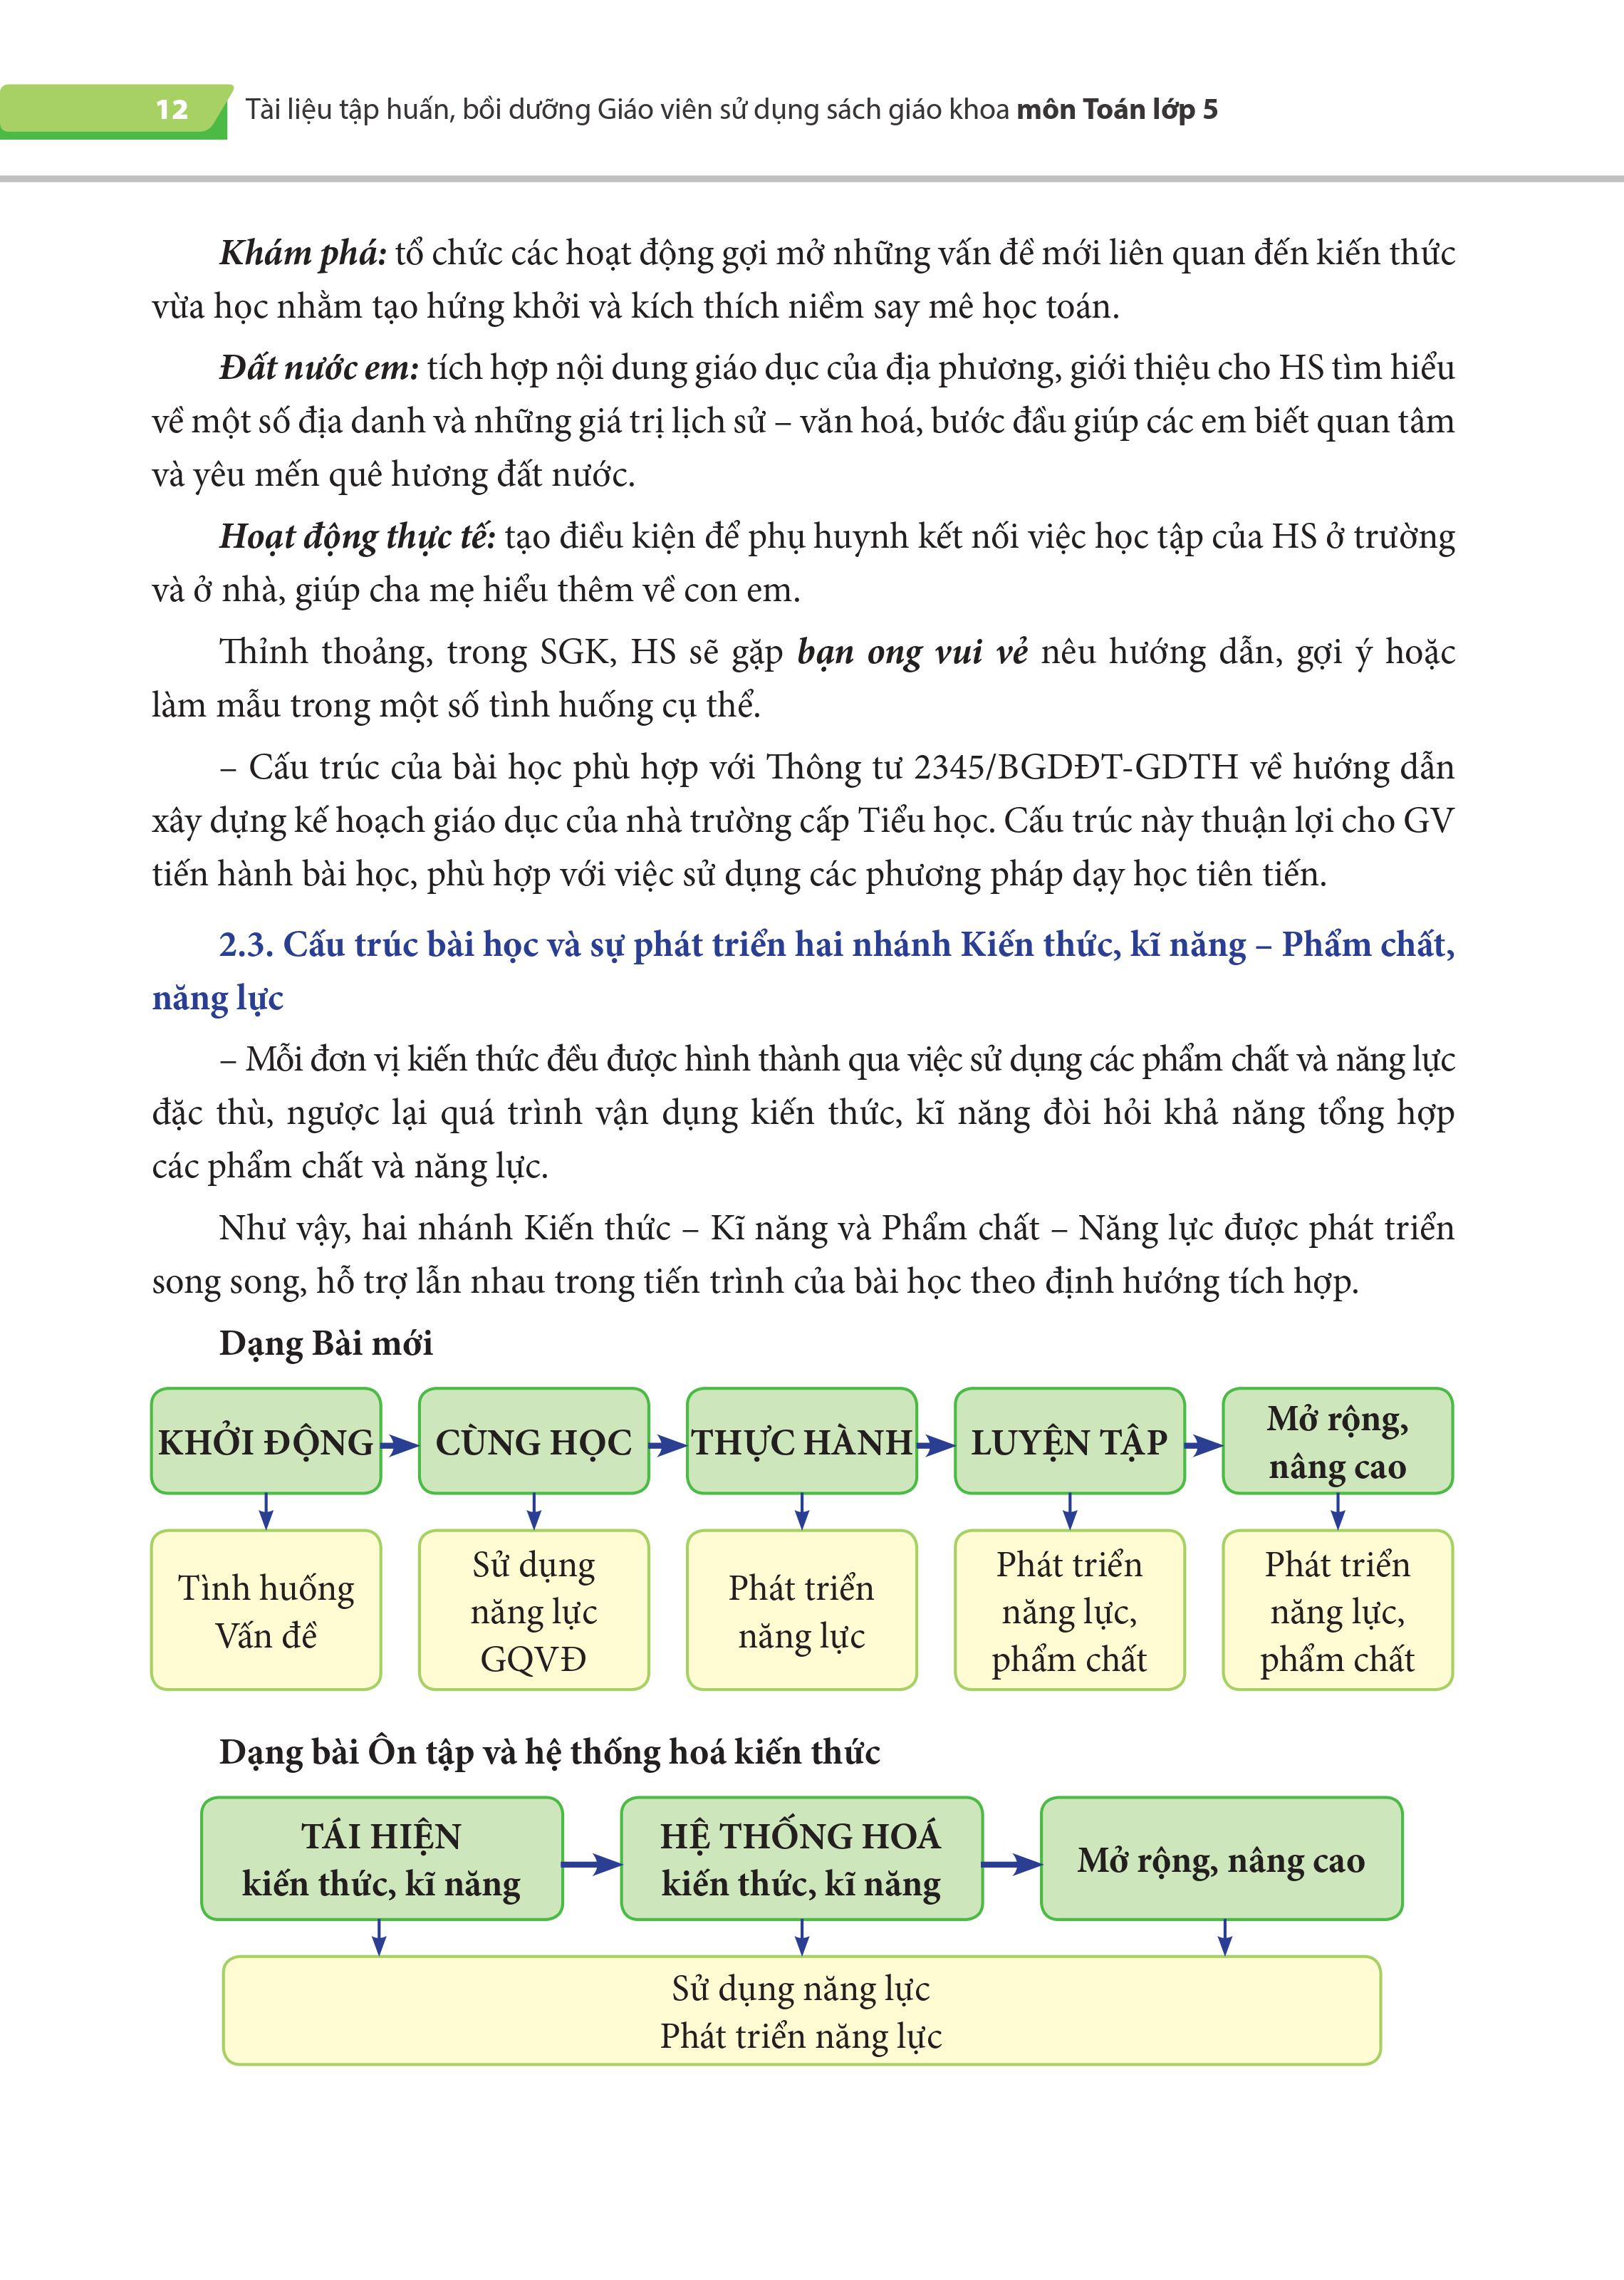 12
Tài liệu tập huấn, bồi dưỡng Giáo viên sử dụng sách giáo khoa môn Toán lớp 5
Khám phá: tổ chức các hoạt động gợi mở những vấn đề mới liên quan đến kiến thức
vừa học nhằm tạo hứng khởi và kích thích niềm say mê học toán.
Đất nước em: tích hợp nội dung giáo dục của địa phương, giới thiệu cho HS tìm hiểu
về một số địa danh và những giá trị lịch sử – văn hoá, bước đầu giúp các em biết quan tâm
và yêu mến quê hương đất nước.
Hoạt động thực tế: tạo điều kiện để phụ huynh kết nối việc học tập của HS ở trường
và ở nhà, giúp cha mẹ hiểu thêm về con em.
Thỉnh thoảng, trong SGK, HS sẽ gặp bạn ong vui vẻ nêu hướng dẫn, gợi ý hoặc
làm mẫu trong một số tình huống cụ thể.
– Cấu trúc của bài học phù hợp với Thông tư 2345/BGDĐT-GDTH về hướng dẫn
xây dựng kế hoạch giáo dục của nhà trường cấp Tiểu học. Cấu trúc này thuận lợi cho GV
tiến hành bài học, phù hợp với việc sử dụng các phương pháp dạy học tiên tiến.
2.3. Cấu trúc bài học và sự phát triển hai nhánh Kiến thức, kĩ năng – Phẩm chất,
năng lực
– Mỗi đơn vị kiến thức đều được hình thành qua việc sử dụng các phẩm chất và năng lực
đặc thù, ngược lại quá trình vận dụng kiến thức, kĩ năng đòi hỏi khả năng tổng hợp
các phẩm chất và năng lực.
Như vậy, hai nhánh Kiến thức – Kĩ năng và Phẩm chất – Năng lực được phát triển
song song, hỗ trợ lẫn nhau trong tiến trình của bài học theo định hướng tích hợp.
Dạng Bài mới
KHỞI ĐỘNG
CÙNG HỌC
THỰC HÀNH
LUYỆN TẬP
Mở rộng,
nâng cao
Tình huống
Vấn đề
Sử dụng
năng lực
GQVĐ
Phát triển
năng lực
Phát triển
năng lực,
phẩm chất
Phát triển
năng lực,
phẩm chất
Dạng bài Ôn tập và hệ thống hoá kiến thức
TÁI HIỆN
kiến thức, kĩ năng
HỆ THỐNG HOÁ
kiến thức, kĩ năng
Mở rộng, nâng cao
Sử dụng năng lực
Phát triển năng lực